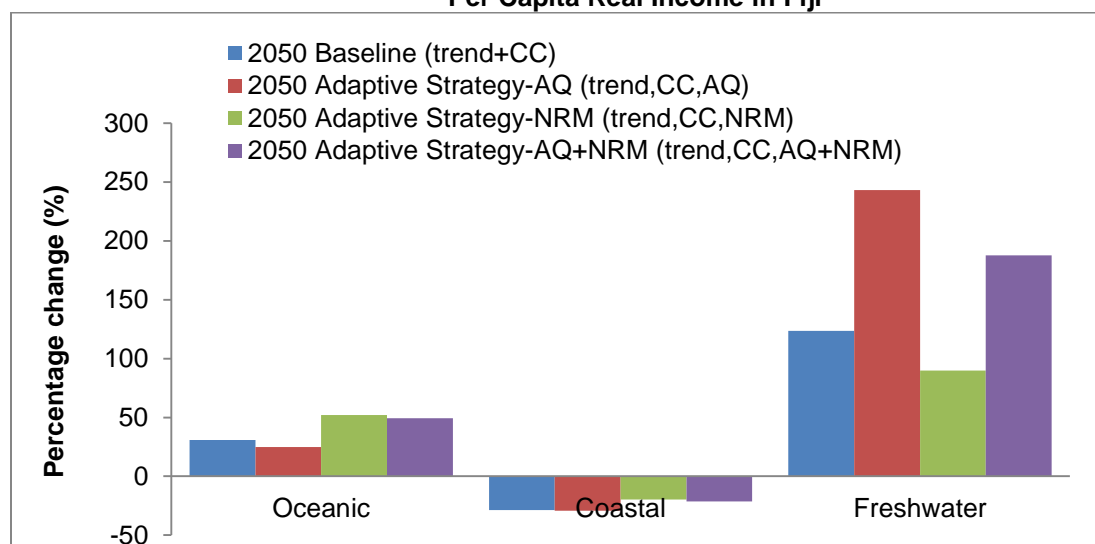 Per Capita Real Income in Fiji
2050 Baseline (trend+CC)
2050 Adaptive Strategy-AQ (trend,CC,AQ)
2050 Adaptive Strategy-NRM (trend,CC,NRM)
2050 Adaptive Strategy-AQ+NRM (trend,CC,AQ+NRM)
Percentage change (%)
300
250
200
150
100
50
0
-50
Oceanic
Coastal
Freshwater